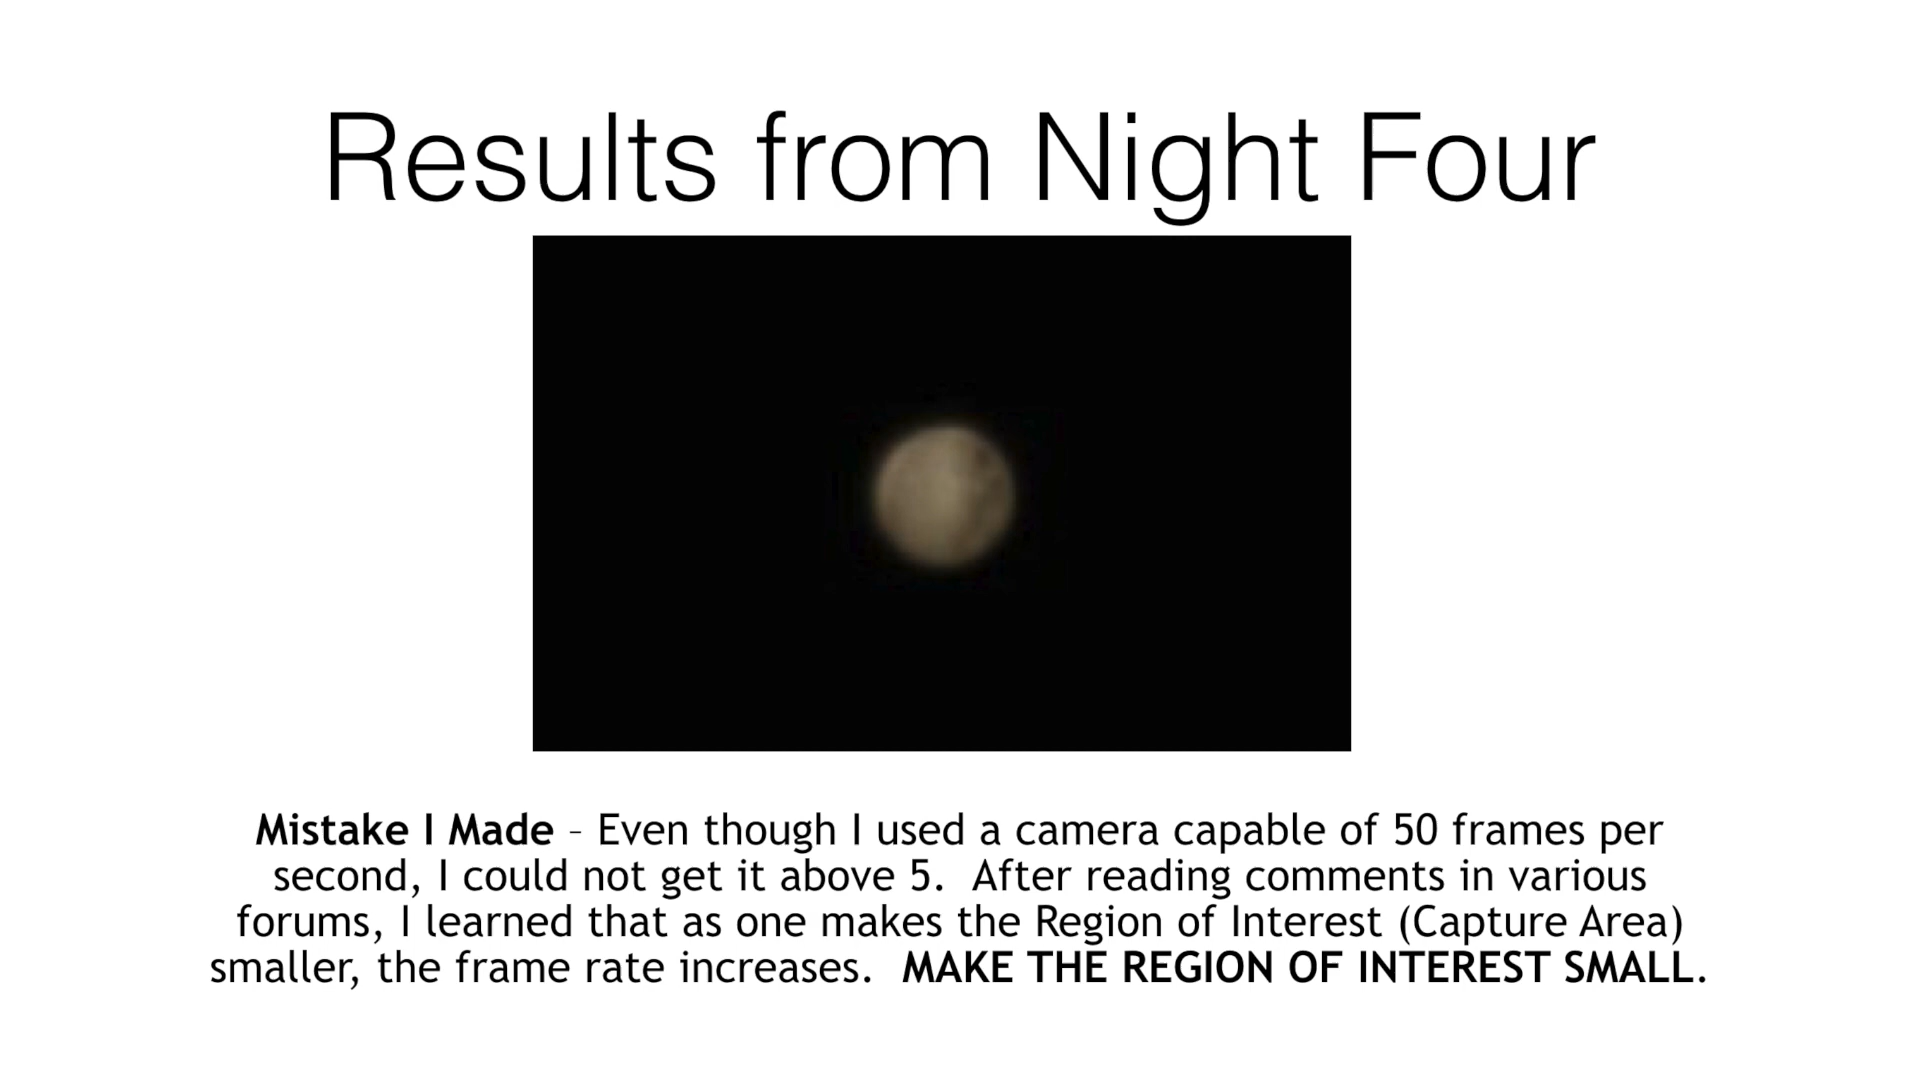 Results from Night Four
Mistake I Made – Even though I used a camera capable of 50 frames per
second, I could not get it above 5.  After reading comments in various
forums, I learned that as one makes the Region of Interest (Capture Area)
smaller, the frame rate increases.  MAKE THE REGION OF INTEREST SMALL.